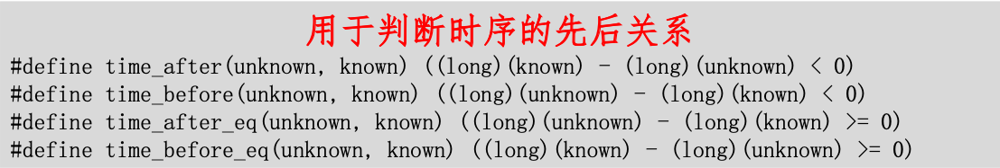 用于判断时序的先后关系
#define time_after(unknown, known) ((long)(known) - (long)(unknown) < 0)
#define time_before(unknown, known) ((long)(unknown) - (long)(known) < 0)
#define time_after_eq(unknown, known) ((long)(unknown) - (long)(known) >= 0)
#define time_before_eq(unknown, known) ((long)(known) - (long)(unknown) >= 0)